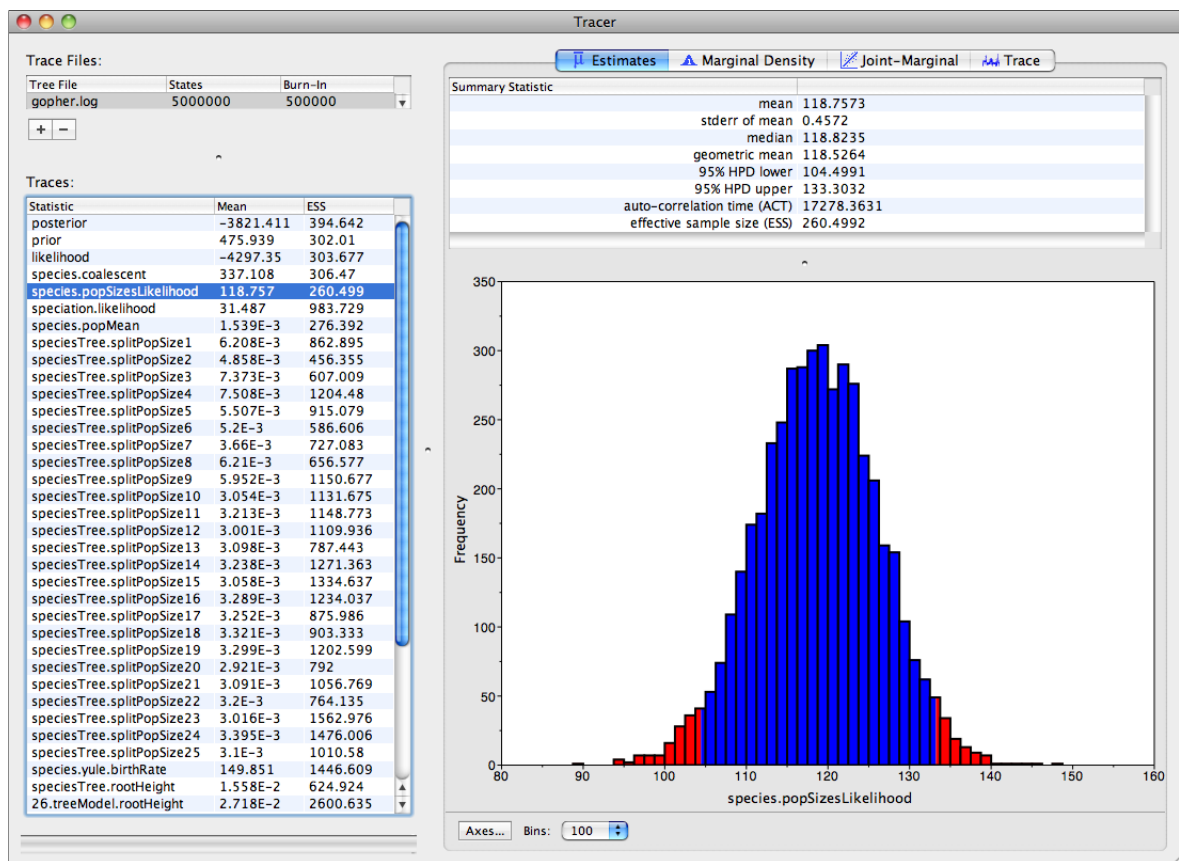 Tracer
Trace Files:
Tree File States Burn-In
gopher.log 5000000 500000
+ −
Traces:
Statistic Mean ESS
posterior -3821.411 394.642
prior 475.939 302.01
likelihood -4297.35 303.677
species.coalescent 337.108 306.47
species.popSizesLikelihood 118.757 260.499
speciation.likelihood 31.487 983.729
species.popMean 1.539E-3 276.392
speciesTree.splitPopSize1 6.208E-3 862.895
speciesTree.splitPopSize2 4.858E-3 456.355
speciesTree.splitPopSize3 7.373E-3 607.009
speciesTree.splitPopSize4 7.508E-3 1204.48
speciesTree.splitPopSize5 5.507E-3 915.079
speciesTree.splitPopSize6 5.2E-3 586.606
speciesTree.splitPopSize7 3.66E-3 727.083
speciesTree.splitPopSize8 6.21E-3 656.577
speciesTree.splitPopSize9 5.952E-3 1150.677
speciesTree.splitPopSize10 3.054E-3 1131.675
speciesTree.splitPopSize11 3.213E-3 1148.773
speciesTree.splitPopSize12 3.001E-3 1109.936
speciesTree.splitPopSize13 3.098E-3 787.443
speciesTree.splitPopSize14 3.238E-3 1271.363
speciesTree.splitPopSize15 3.058E-3 1334.637
speciesTree.splitPopSize16 3.289E-3 1234.037
speciesTree.splitPopSize17 3.252E-3 875.986
speciesTree.splitPopSize18 3.321E-3 903.333
speciesTree.splitPopSize19 3.299E-3 1202.599
speciesTree.splitPopSize20 2.921E-3 792
speciesTree.splitPopSize21 3.091E-3 1056.769
speciesTree.splitPopSize22 3.2E-3 764.135
speciesTree.splitPopSize23 3.016E-3 1562.976
speciesTree.splitPopSize24 3.395E-3 1476.006
speciesTree.splitPopSize25 3.1E-3 1010.58
species.yule.birthRate 149.851 1446.609
speciesTree.rootHeight 1.558E-2 624.924
26.treeModel.rootHeight 2.718E-2 2600.635
Estimates Marginal Density Joint-Marginal Trace
Summary Statistic
mean 118.7573
stderr of mean 0.4572
median 118.8235
geometric mean 118.5264
95% HPD lower 104.4991
95% HPD upper 133.3032
auto-correlation time (ACT) 17278.3631
effective sample size (ESS) 260.4992
350
300
250
200
150
100
50
0
Frequency
80 90 100 110 120 130 140 150 160
species.popSizesLikelihood
Axes... Bins: 100